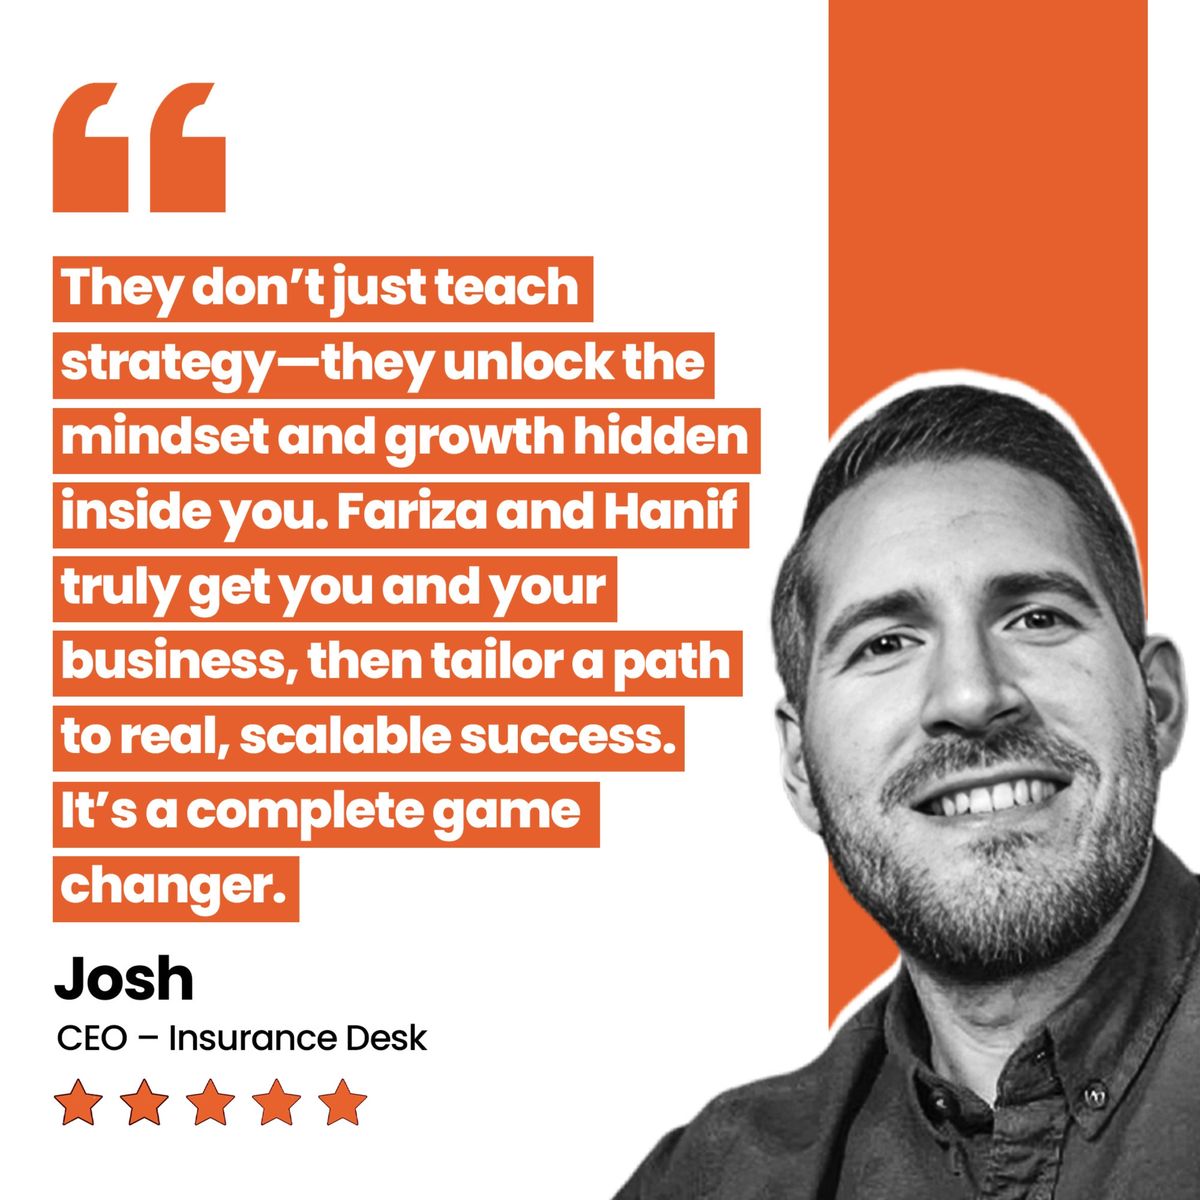 They don’t just teach
strategy—they unlock the
mindset and growth hidden
inside you. Fariza and Hanif
truly get you and your
business, then tailor a path
to real, scalable success.
It’s a complete game
changer.
Josh
CEO – Insurance Desk